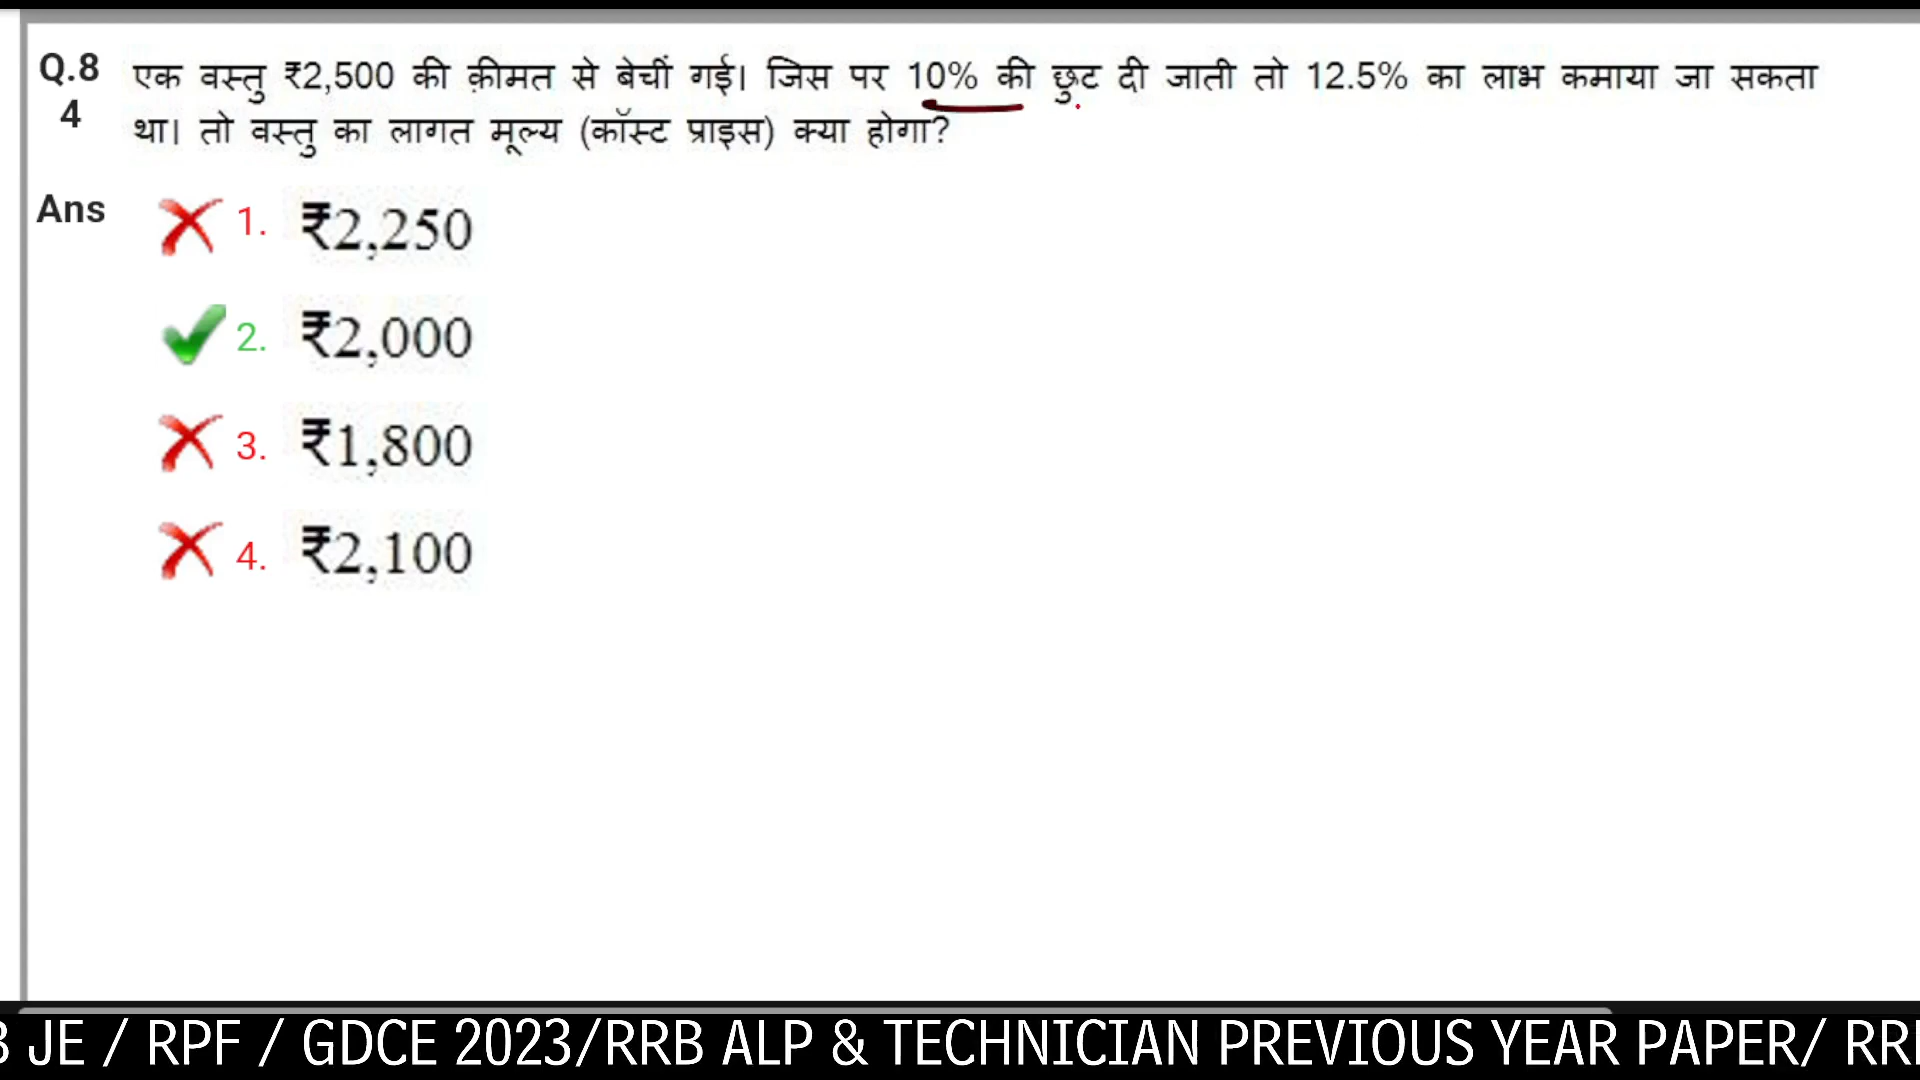 Q.8 एक वस्तु ₹2,500 की क़ीमत से बेचीं गई। जिस पर 10% की छुट दी जाती तो 12.5% का लाभ कमाया जा सकता
4 था। तो वस्तु का लागत मूल्य (कॉस्ट प्राइस) क्या होगा?
Ans 1. ₹2,250
2. ₹2,000
3. ₹1,800
4. ₹2,100
JE / RPF / GDCE 2023/RRB ALP & TECHNICIAN PREVIOUS YEAR PAPER/